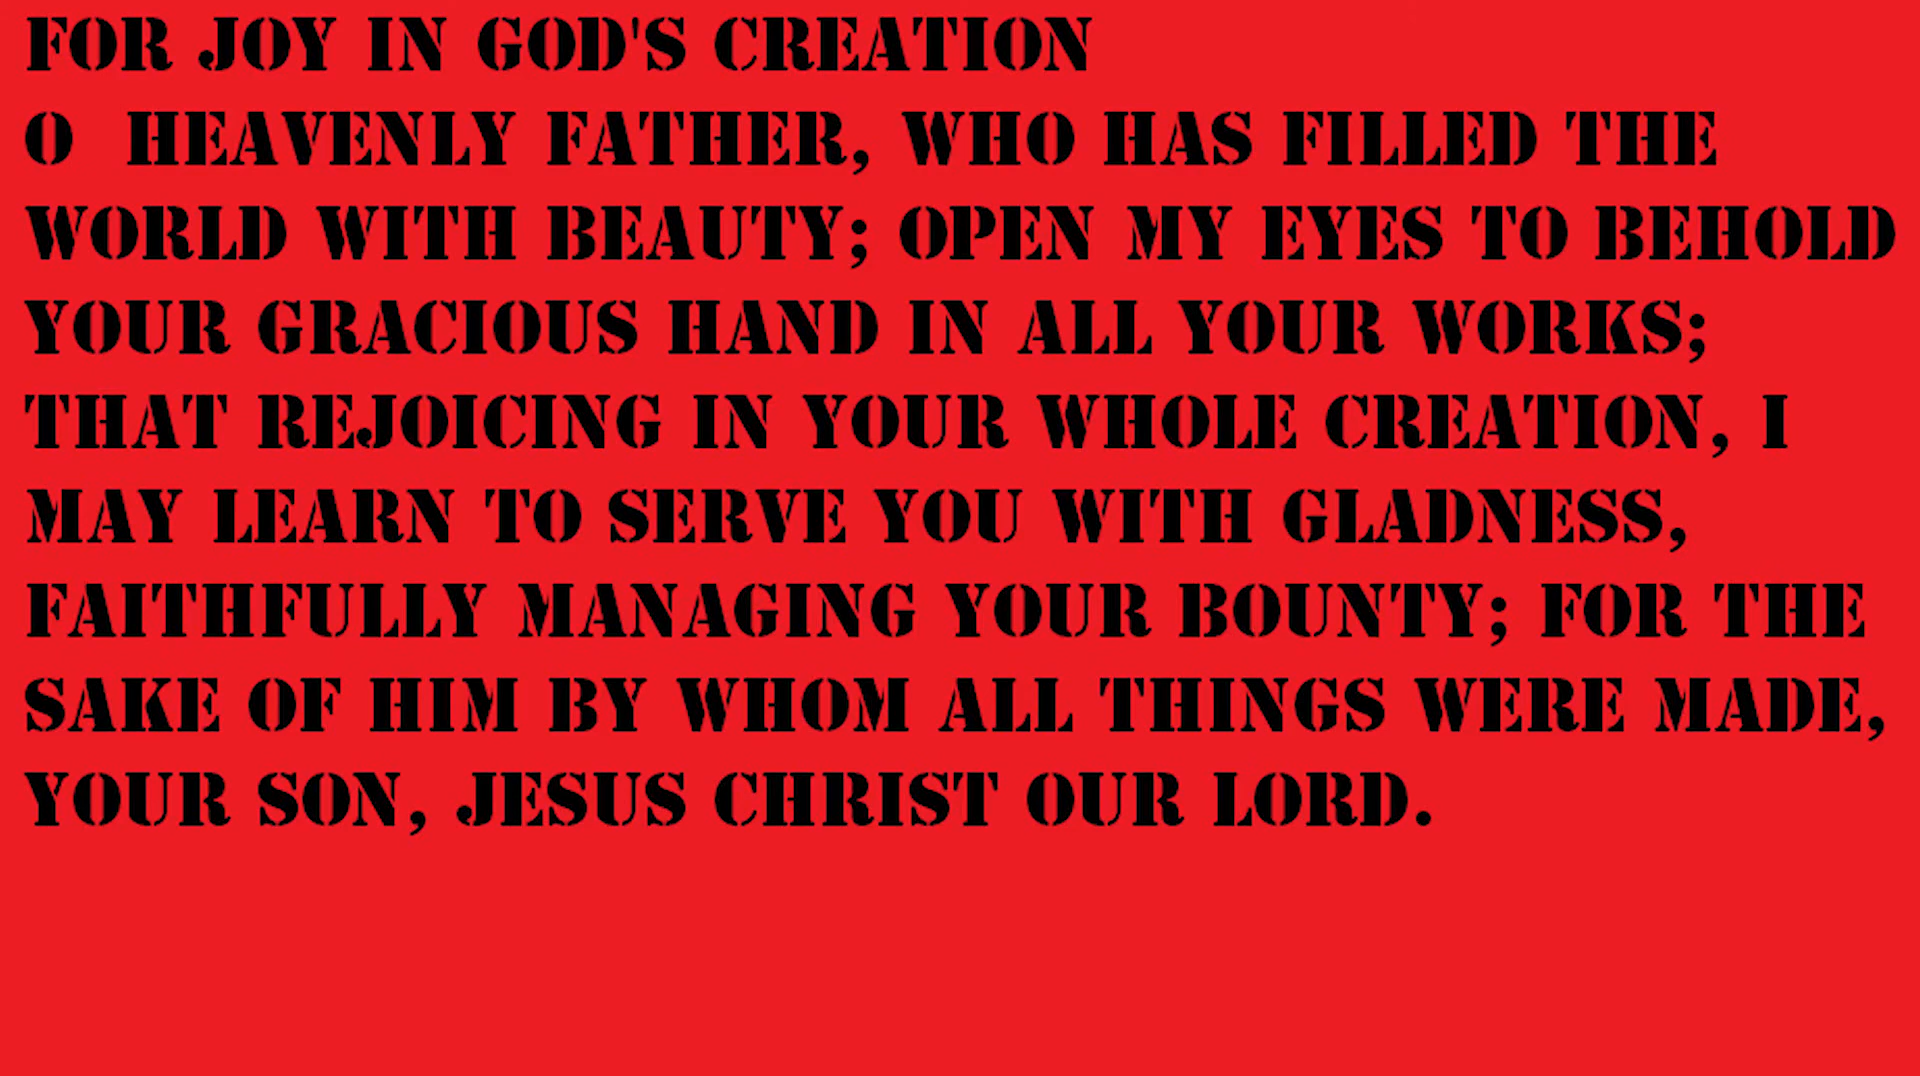 FOR JOY IN GOD'S CREATION
O  HEAVENLY FATHER, WHO HAS FILLED THE
WORLD WITH BEAUTY; OPEN MY EYES TO BEHOLD
YOUR GRACIOUS HAND IN ALL YOUR WORKS;
THAT REJOICING IN YOUR WHOLE CREATION, I
MAY LEARN TO SERVE YOU WITH GLADNESS,
FAITHFULLY MANAGING YOUR BOUNTY; FOR THE
SAKE OF HIM BY WHOM ALL THINGS WERE MADE,
YOUR SON, JESUS CHRIST OUR LORD.